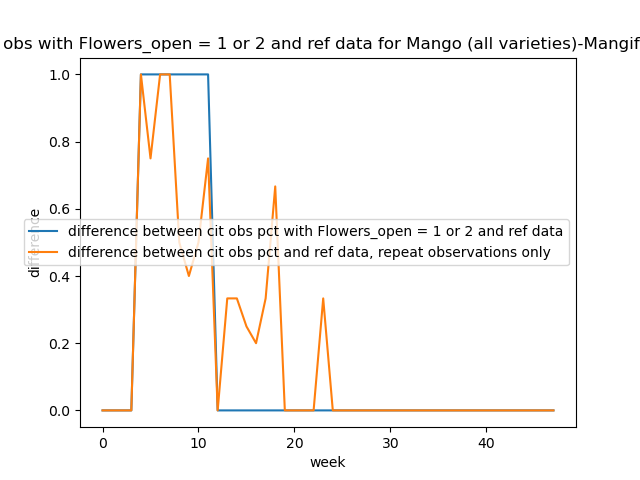 obs with Flowers_open = 1 or 2 and ref data for Mango (all varieties)-Mangif
1.0
0.8
0.6
0.4
0.2
0.0
difference
difference between cit obs pct with Flowers_open = 1 or 2 and ref data
difference between cit obs pct and ref data, repeat observations only
0 10 20 30 40
week